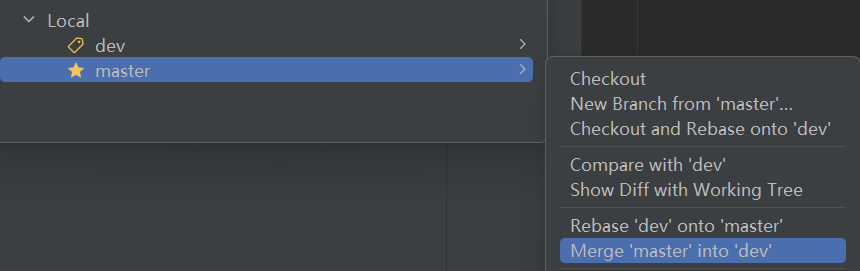 Local
dev
master
Checkout
New Branch from 'master'...
Checkout and Rebase onto 'dev'
Compare with 'dev'
Show Diff with Working Tree
Rebase 'dev' onto 'master'
Merge 'master' into 'dev'